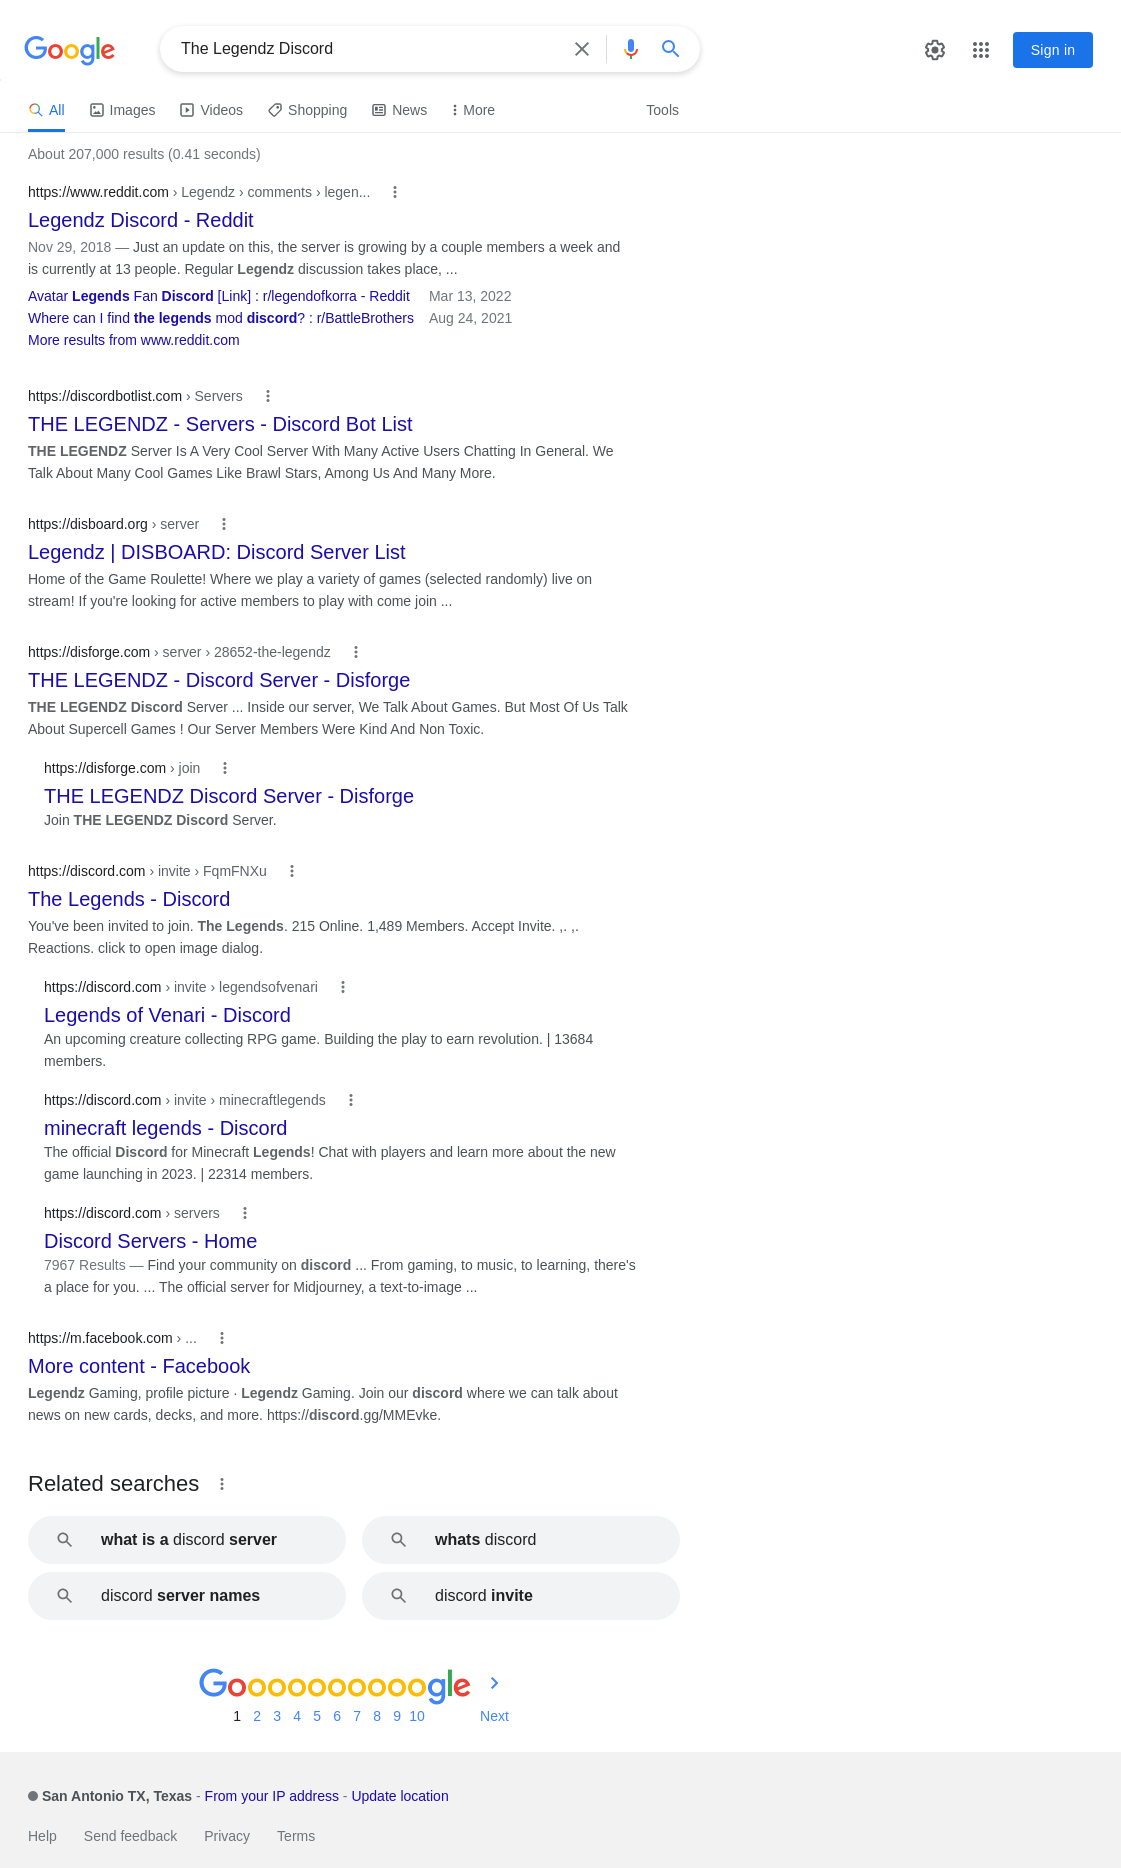 Google
The Legendz Discord
Sign in
All Images Videos Shopping News More Tools
About 207,000 results (0.41 seconds)
https://www.reddit.com › Legendz › comments › legen...
Legendz Discord - Reddit
Nov 29, 2018 — Just an update on this, the server is growing by a couple members a week and
is currently at 13 people. Regular Legendz discussion takes place, ...
Avatar Legends Fan Discord [Link] : r/legendofkorra - Reddit Mar 13, 2022
Where can I find the legends mod discord? : r/BattleBrothers Aug 24, 2021
More results from www.reddit.com
https://discordbotlist.com › Servers
THE LEGENDZ - Servers - Discord Bot List
THE LEGENDZ Server Is A Very Cool Server With Many Active Users Chatting In General. We
Talk About Many Cool Games Like Brawl Stars, Among Us And Many More.
https://disboard.org › server
Legendz | DISBOARD: Discord Server List
Home of the Game Roulette! Where we play a variety of games (selected randomly) live on
stream! If you're looking for active members to play with come join ...
https://disforge.com › server › 28652-the-legendz
THE LEGENDZ - Discord Server - Disforge
THE LEGENDZ Discord Server ... Inside our server, We Talk About Games. But Most Of Us Talk
About Supercell Games ! Our Server Members Were Kind And Non Toxic.
https://disforge.com › join
THE LEGENDZ Discord Server - Disforge
Join THE LEGENDZ Discord Server.
https://discord.com › invite › FqmFNXu
The Legends - Discord
You've been invited to join. The Legends. 215 Online. 1,489 Members. Accept Invite. ,. ,.
Reactions. click to open image dialog.
https://discord.com › invite › legendsofvenari
Legends of Venari - Discord
An upcoming creature collecting RPG game. Building the play to earn revolution. | 13684
members.
https://discord.com › invite › minecraftlegends
minecraft legends - Discord
The official Discord for Minecraft Legends! Chat with players and learn more about the new
game launching in 2023. | 22314 members.
https://discord.com › servers
Discord Servers - Home
7967 Results — Find your community on discord ... From gaming, to music, to learning, there's
a place for you. ... The official server for Midjourney, a text-to-image ...
https://m.facebook.com › ...
More content - Facebook
Legendz Gaming, profile picture · Legendz Gaming. Join our discord where we can talk about
news on new cards, decks, and more. https://discord.gg/MMEvke.
Related searches
what is a discord server
whats discord
discord server names
discord invite
Goooooooooogle
1 2 3 4 5 6 7 8 9 10 Next
San Antonio TX, Texas - From your IP address - Update location
Help Send feedback Privacy Terms